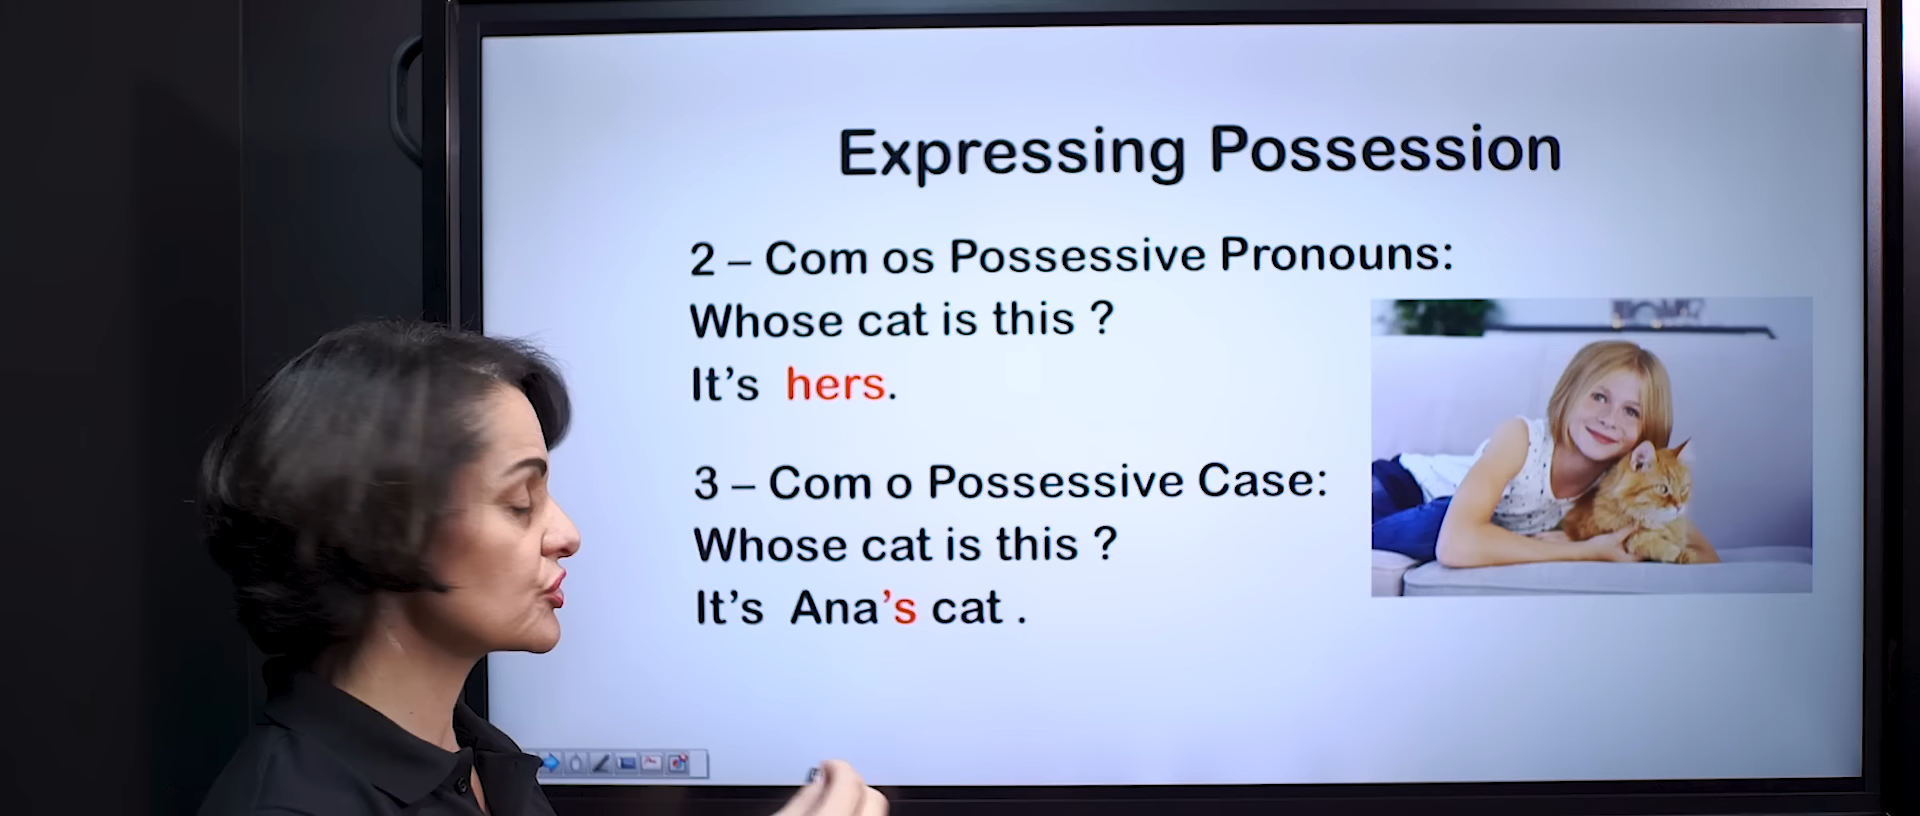 Expressing Possession
2 – Com os Possessive Pronouns:
Whose cat is this ?
It’s hers.
3 – Com o Possessive Case:
Whose cat is this ?
It’s Ana’s cat .